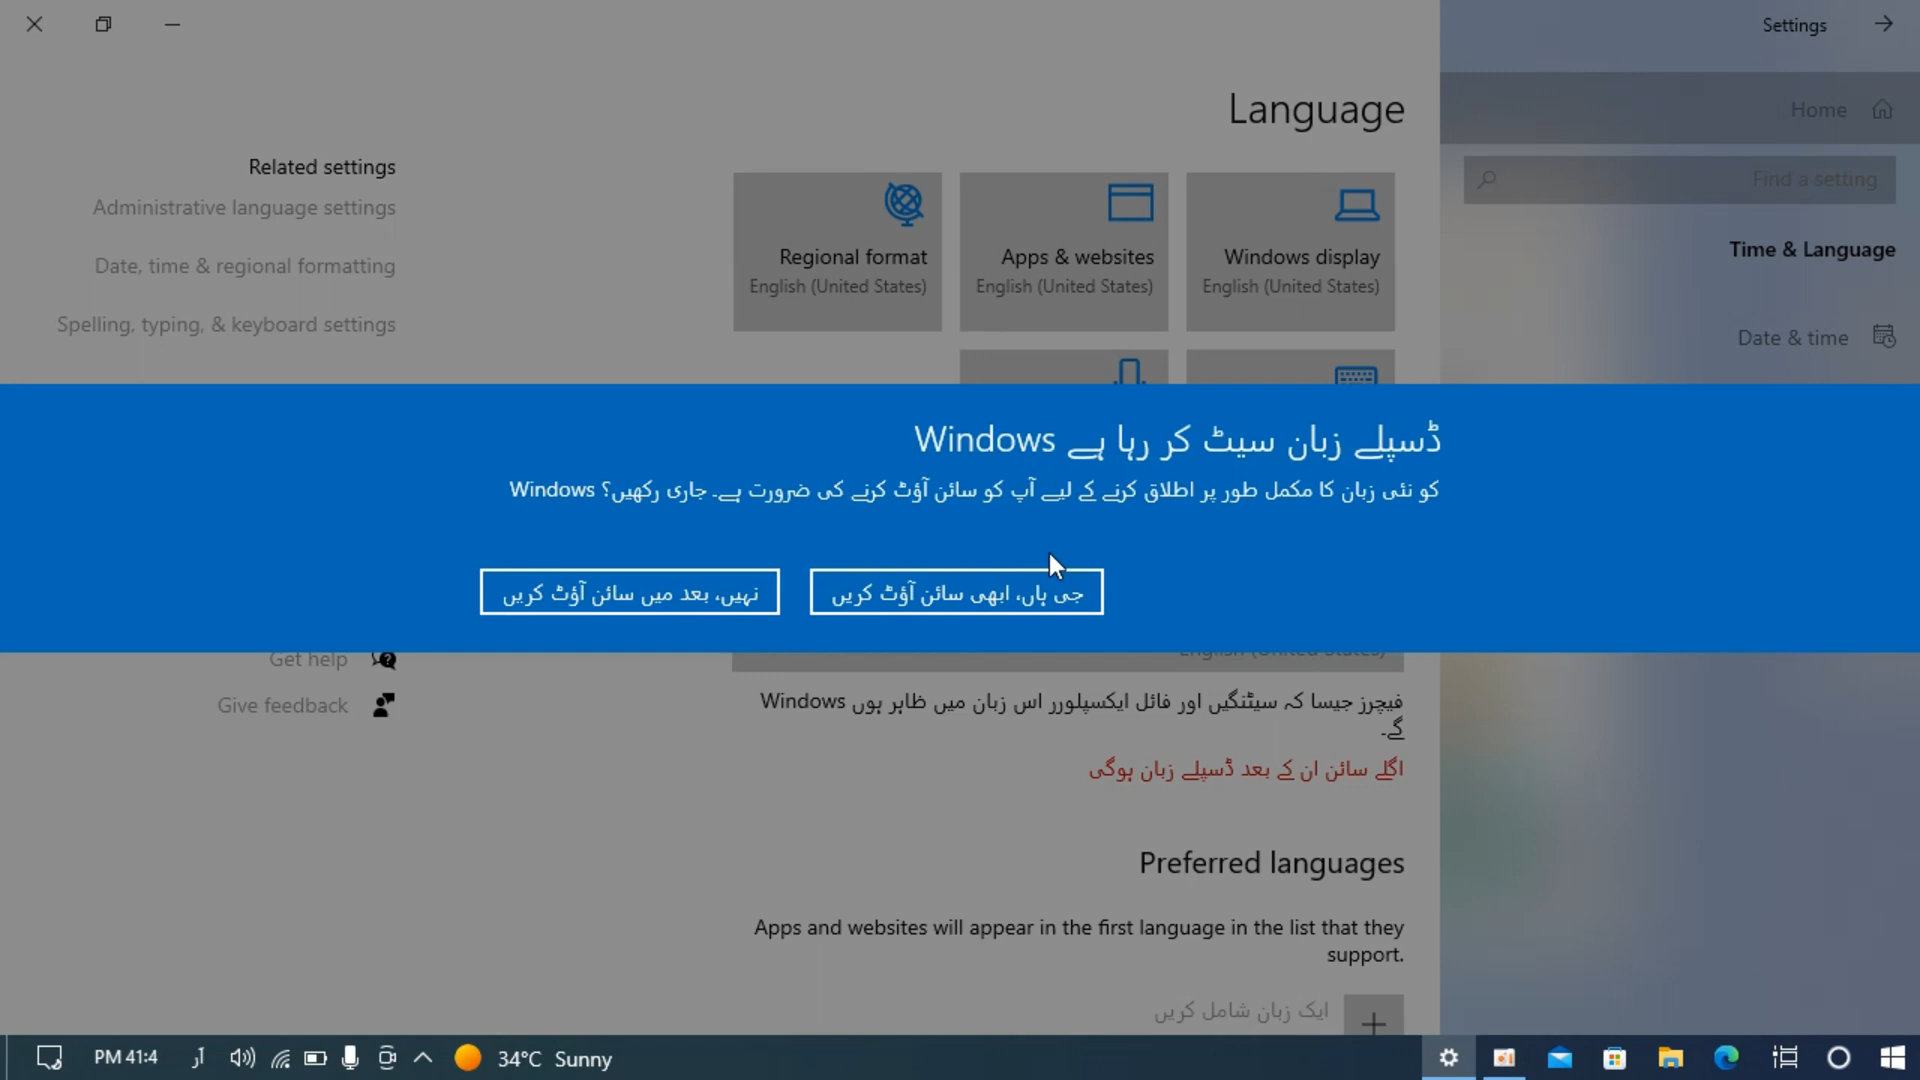 Settings
Home
Find a setting
Time & Language
Date & time
Language
Windows display
English (United States)
Apps & websites
English (United States)
Regional format
English (United States)
Related settings
Administrative language settings
Date, time & regional formatting
Spelling, typing, & keyboard settings
ڈسپلے زبان سیٹ کر رہا ہے Windows
کو نئی زبان کا مکمل طور پر اطلاق کرنے کے لیے آپ کو سائن آؤٹ کرنے کی ضرورت ہے۔ جاری رکھیں؟ Windows
جی ہاں، ابھی سائن آؤٹ کریں
نہیں، بعد میں سائن آؤٹ کریں
English (United States)
فیچرز جیسا کہ سیٹنگیں اور فائل ایکسپلورر اس زبان میں ظاہر ہوں Windows
گے۔
اگلے سائن ان کے بعد ڈسپلے زبان ہوگی
Preferred languages
Apps and websites will appear in the first language in the list that they
support.
ایک زبان شامل کریں
Get help
Give feedback
PM 41:4
اُر
34°C Sunny